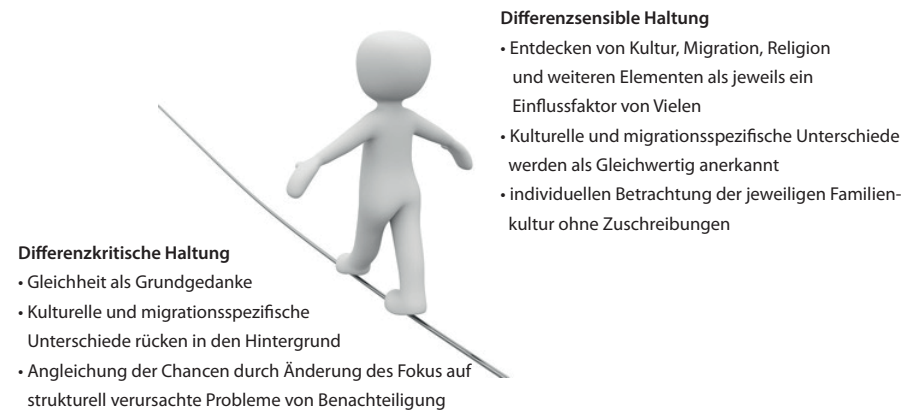 Differenzsensible Haltung
• Entdecken von Kultur, Migration, Religion
und weiteren Elementen als jeweils ein
Einflussfaktor von Vielen
• Kulturelle und migrationsspezifische Unterschiede
werden als Gleichwertig anerkannt
• individuellen Betrachtung der jeweiligen Familien-
kultur ohne Zuschreibungen
Differenzkritische Haltung
• Gleichheit als Grundgedanke
• Kulturelle und migrationsspezifische
Unterschiede rücken in den Hintergrund
• Angleichung der Chancen durch Änderung des Fokus auf
strukturell verursachte Probleme von Benachteiligung